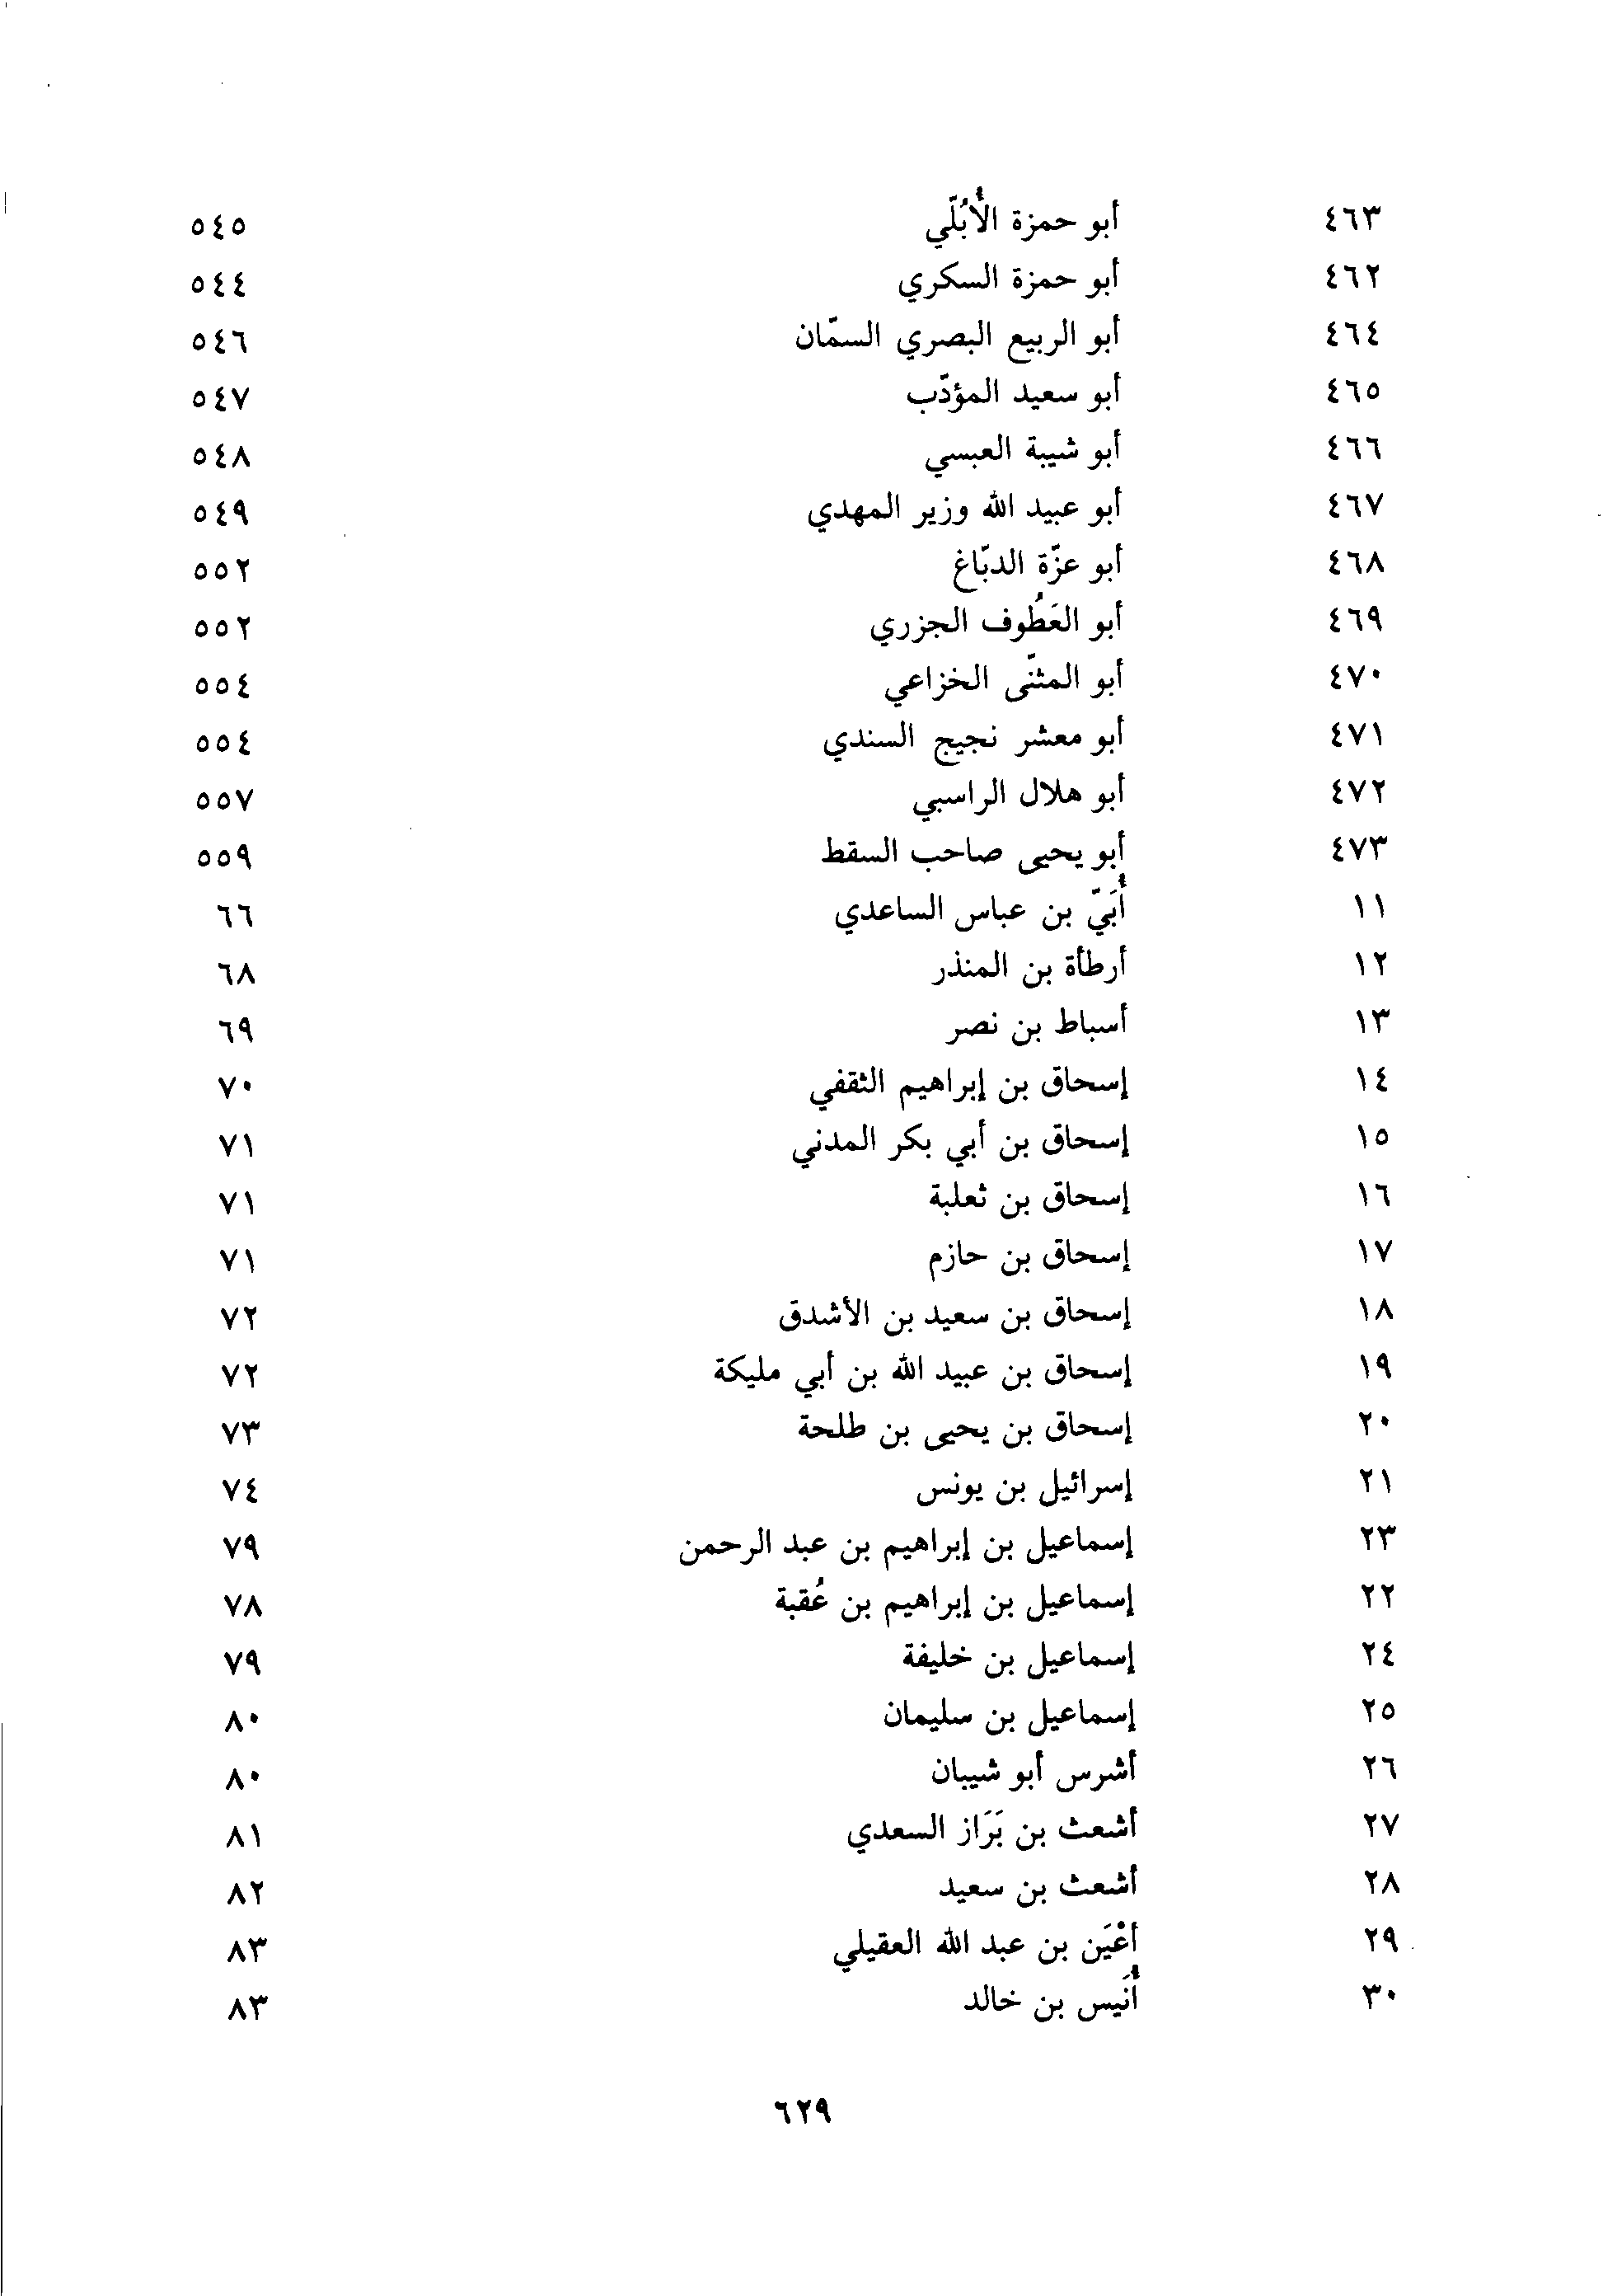 ٤٦٣ أبو حمزة الأُبُلّي ٥٤٥
٤٦٢ أبو حمزة السكري ٥٤٤
٤٦٤ أبو الربيع البصري السمّان ٥٤٦
٤٦٥ أبو سعيد المؤدّب ٥٤٧
٤٦٦ أبو شيبة العبسي ٥٤٨
٤٦٧ أبو عبيد الله وزير المهدي ٥٤٩
٤٦٨ أبو عزّة الدبّاغ ٥٥٢
٤٦٩ أبو العَطُوف الجزري ٥٥٢
٤٧٠ أبو المثنّى الخزاعي ٥٥٤
٤٧١ أبو معشر نجيج السندي ٥٥٤
٤٧٢ أبو هلال الراسبي ٥٥٧
٤٧٣ أبو يحيى صاحب السقط ٥٥٩
١١ أُبَيّ بن عباس الساعدي ٦٦
١٢ أرطأة بن المنذر ٦٨
١٣ أسباط بن نصر ٦٩
١٤ إسحاق بن إبراهيم الثقفي ٧٠
١٥ إسحاق بن أبي بكر المدني ٧١
١٦ إسحاق بن ثعلبة ٧١
١٧ إسحاق بن حازم ٧١
١٨ إسحاق بن سعيد بن الأشدق ٧٢
١٩ إسحاق بن عبيد الله بن أبي مليكة ٧٢
٢٠ إسحاق بن يحيى بن طلحة ٧٣
٢١ إسرائيل بن يونس ٧٤
٢٣ إسماعيل بن إبراهيم بن عبد الرحمن ٧٩
٢٢ إسماعيل بن إبراهيم بن عُقبة ٧٨
٢٤ إسماعيل بن خليفة ٧٩
٢٥ إسماعيل بن سليمان ٨٠
٢٦ أشرس أبو شيبان ٨٠
٢٧ أشعث بن بَرَاز السعدي ٨١
٢٨ أشعث بن سعيد ٨٢
٢٩ أعْيَن بن عبد الله العقيلي ٨٣
٣٠ أُنَيس بن خالد ٨٣
٦٢٩